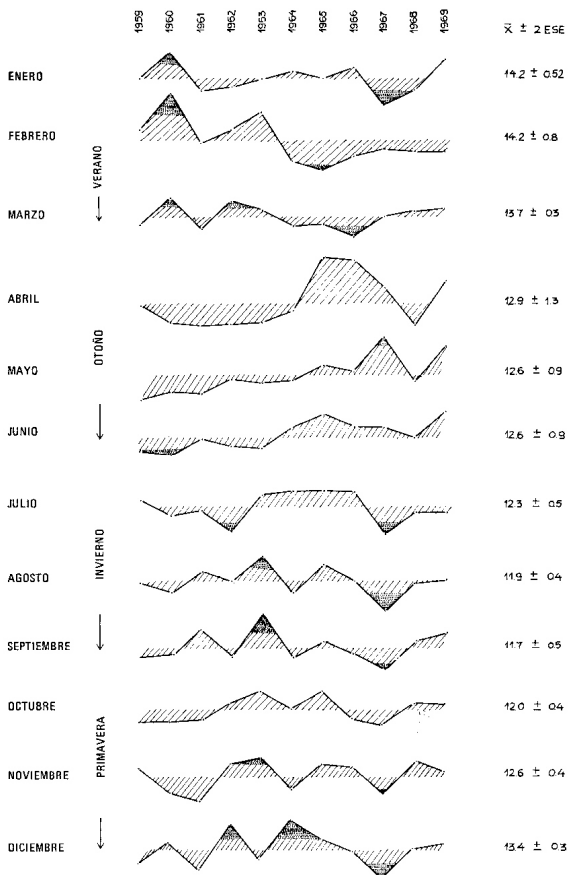 1959 1960 1961 1962 1963 1964 1965 1966 1967 1968 1969 X̄ ± 2 ESE
ENERO 14.2 ± 0.52
FEBRERO 14.2 ± 0.8
VERANO
MARZO 13.7 ± 0.3
ABRIL 12.9 ± 1.3
OTOÑO
MAYO 12.6 ± 0.9
JUNIO 12.6 ± 0.9
JULIO 12.3 ± 0.5
INVIERNO
AGOSTO 11.9 ± 0.4
SEPTIEMBRE 11.7 ± 0.5
OCTUBRE 12.0 ± 0.4
PRIMAVERA
NOVIEMBRE 12.6 ± 0.4
DICIEMBRE 13.4 ± 0.3